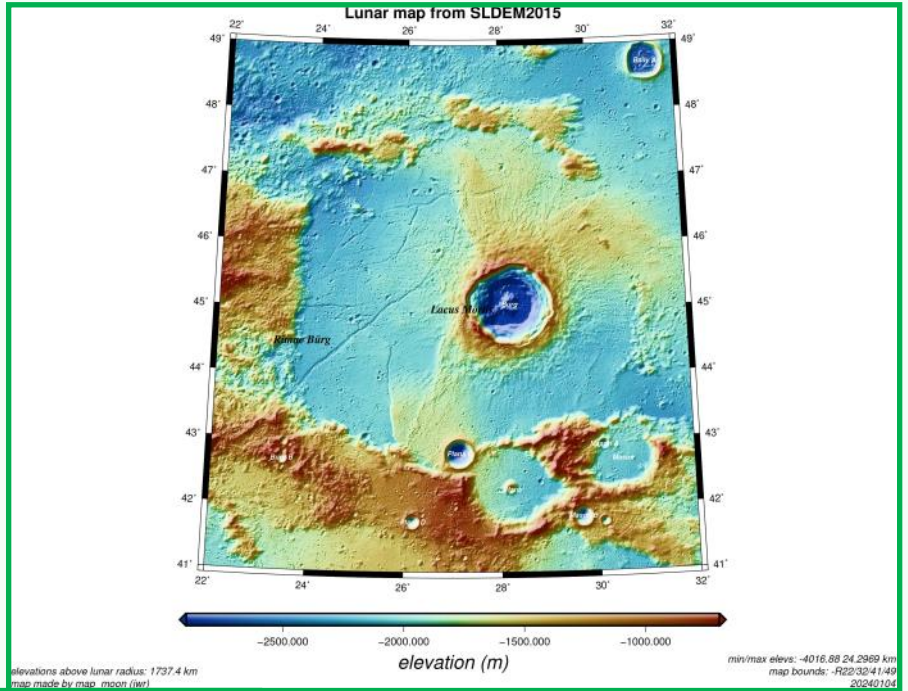 Lunar map from SLDEM2015
22˚ 24˚ 26˚ 28˚ 30˚ 32˚
49˚ 49˚
Baily A
48˚ 48˚
47˚ 47˚
46˚ 46˚
45˚ Lacus 45˚
Rimae Bürg
44˚ 44˚
43˚ 43˚
Plana
42˚ 42˚
41˚ 41˚
22˚ 24˚ 26˚ 28˚ 30˚ 32˚
−2500.000 −2000.000 −1500.000 −1000.000
elevation (m)
elevations above lunar radius: 1737.4 km
map made by map_moon (jwr)
min/max elevs: -4016.88 24.2969 km
map bounds: -R22/32/41/49
20240104